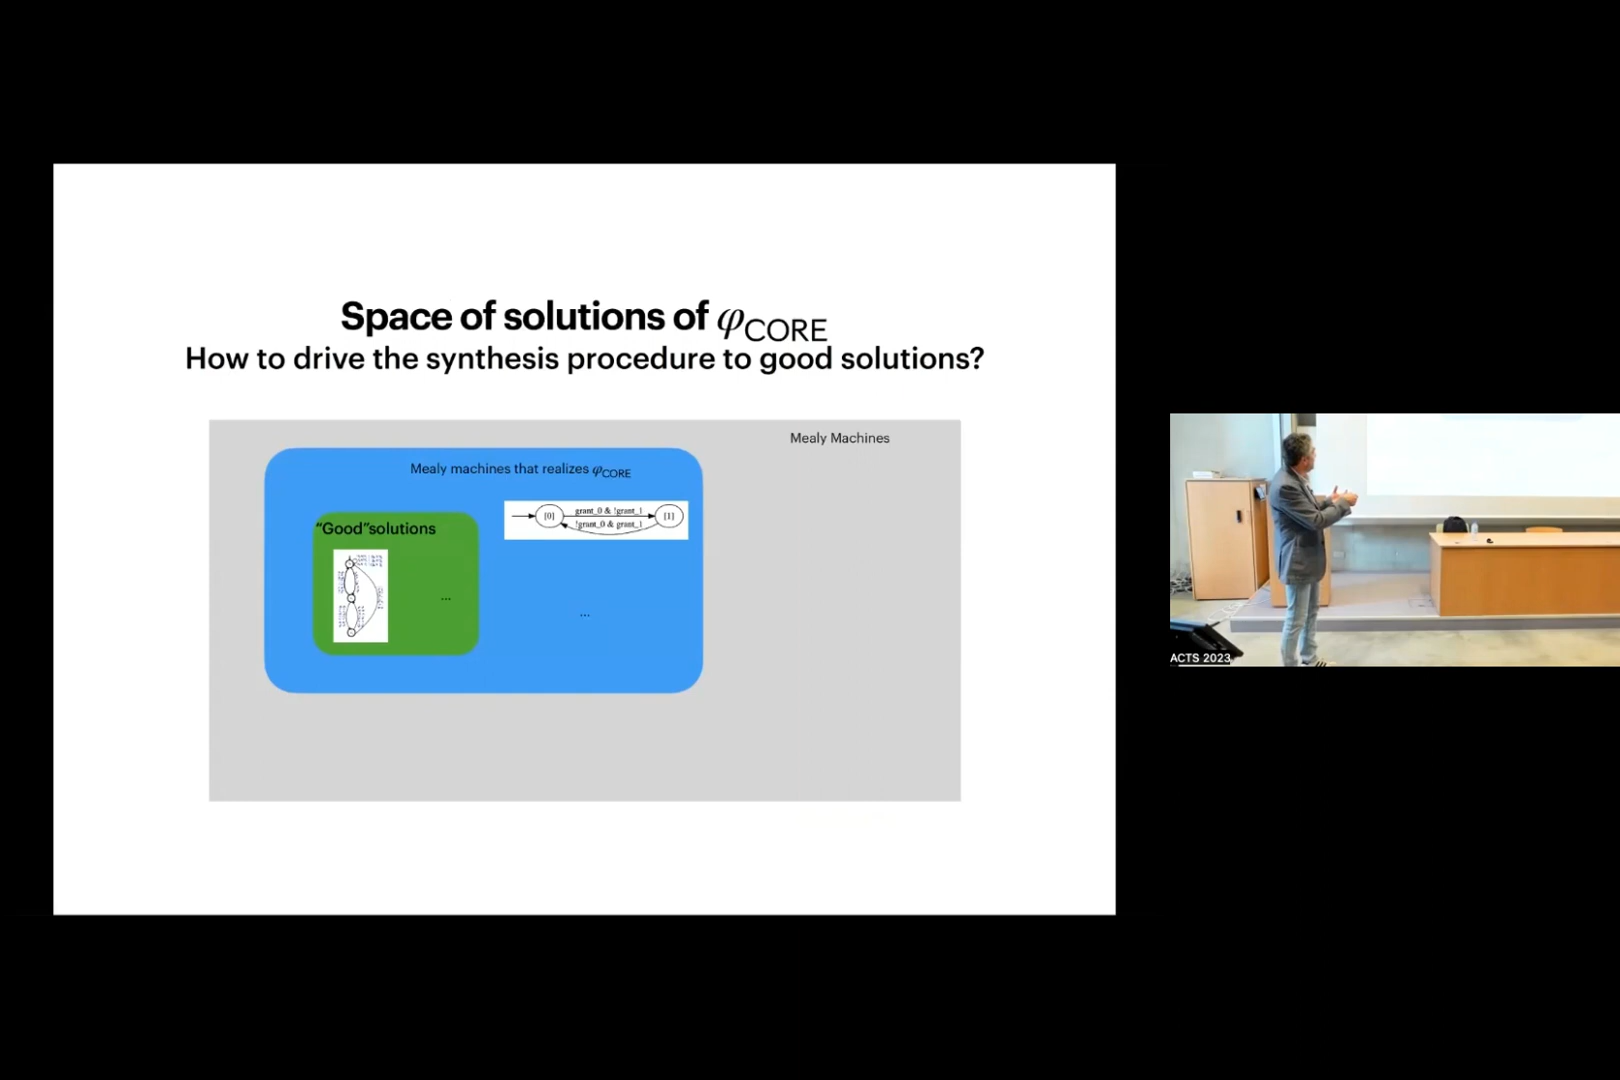 Space of solutions of φCORE
How to drive the synthesis procedure to good solutions?
Mealy Machines
Mealy machines that realizes φCORE
[0] grant_0 & !grant_1 [1]
!grant_0 & grant_1
“Good”solutions
...
...
ACTS 2023